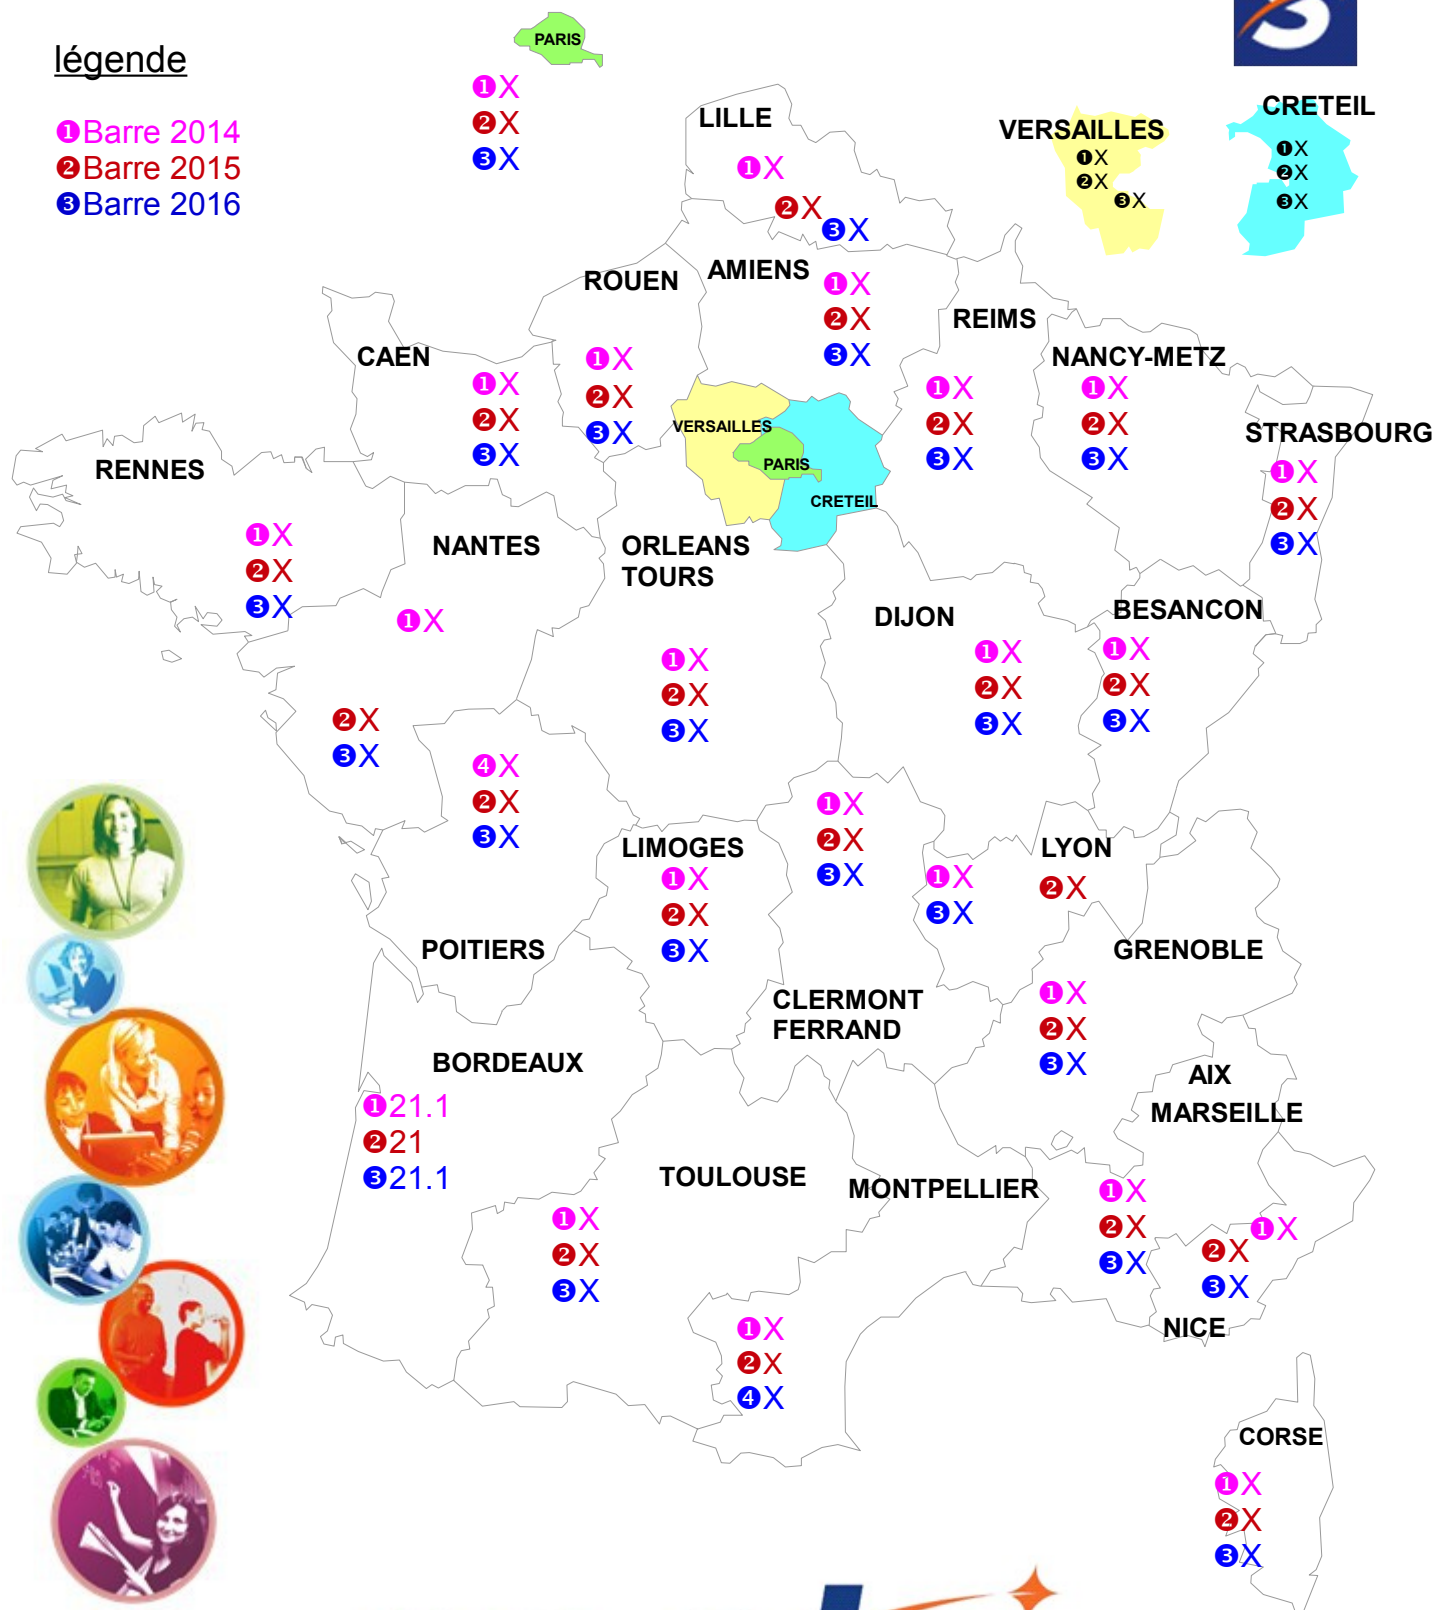 PARIS
légende
❶X
❷X
❸X
❶Barre 2014
❷Barre 2015
❸Barre 2016
LILLE
❶X
❷X
❸X
VERSAILLES
❶X
❷X
❸X
CRETEIL
❶X
❷X
❸X
ROUEN
❶X
❷X
❸X
AMIENS
❶X
❷X
❸X
REIMS
❶X
❷X
❸X
CAEN
❶X
❷X
❸X
NANCY-METZ
❶X
❷X
❸X
STRASBOURG
❶X
❷X
❸X
VERSAILLES
PARIS
CRETEIL
RENNES
❶X
❷X
❸X
NANTES
❶X
❷X
❸X
ORLEANS
TOURS
❶X
❷X
❸X
DIJON
❶X
❷X
❸X
BESANCON
❶X
❷X
❸X
❹X
❷X
❸X
POITIERS
LIMOGES
❶X
❷X
❸X
❶X
❷X
❸X
CLERMONT
FERRAND
LYON
❶X
❷X
❸X
GRENOBLE
❶X
❷X
❸X
BORDEAUX
❶21.1
❷21
❸21.1
AIX
MARSEILLE
❶X
❷X
❸X
TOULOUSE
❶X
❷X
❸X
MONTPELLIER
❶X
❷X
❹X
❶X
❷X
❸X
NICE
CORSE
❶X
❷X
❸X